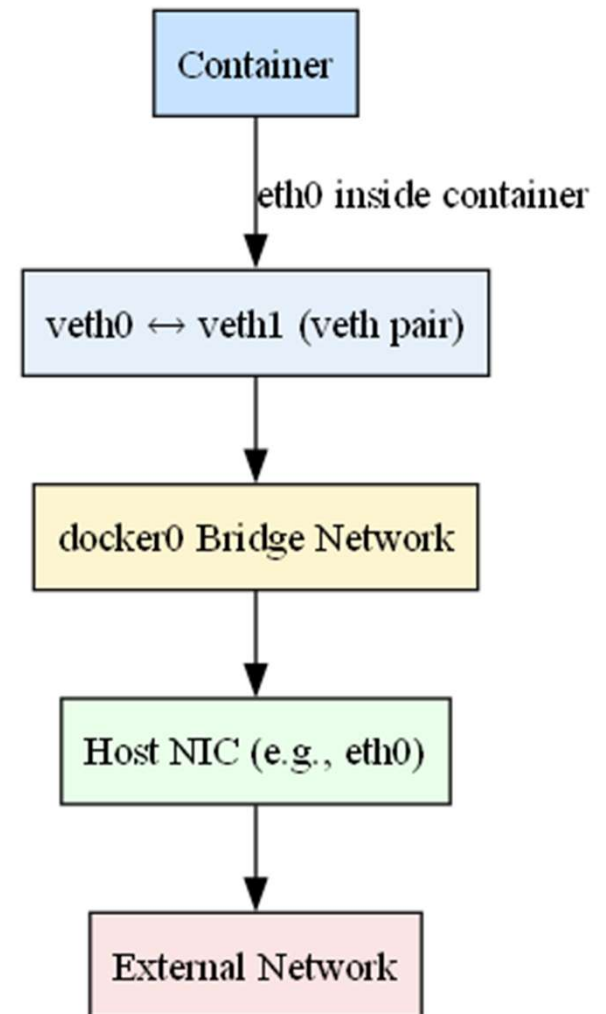 Container
eth0 inside container
veth0 ↔ veth1 (veth pair)
docker0 Bridge Network
Host NIC (e.g., eth0)
External Network